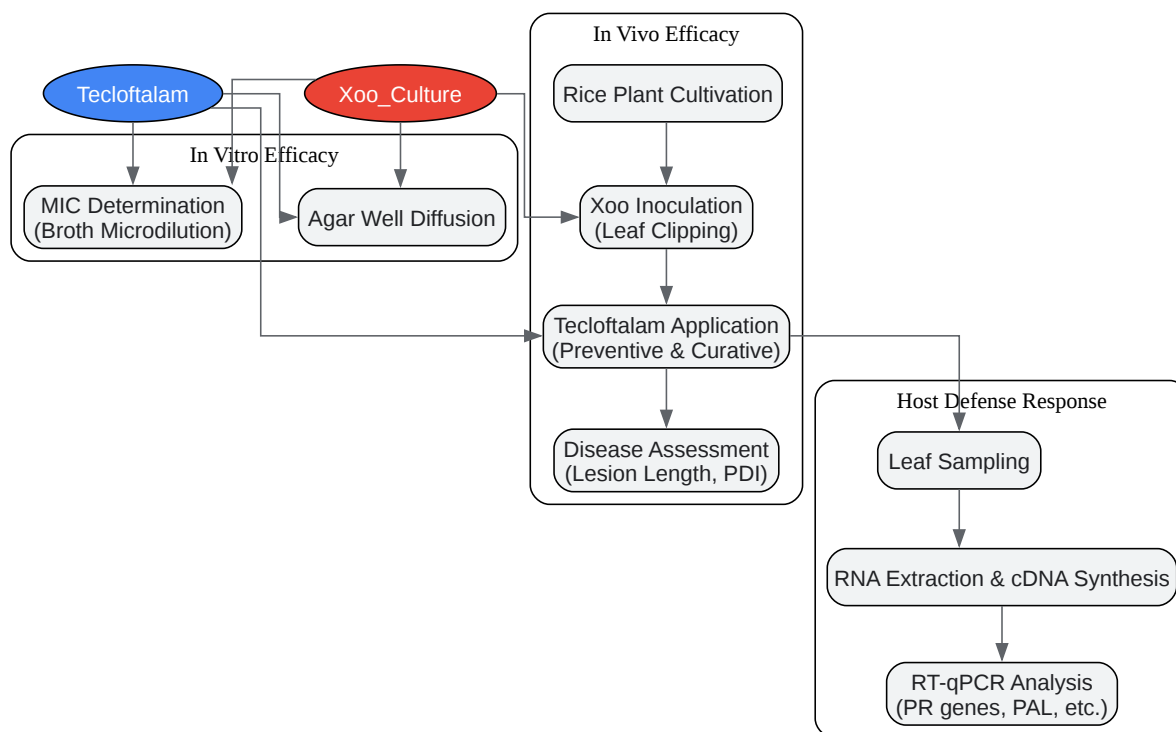 In Vivo Efficacy
Tecloftalam
Xoo_Culture
Rice Plant Cultivation
In Vitro Efficacy
MIC Determination
(Broth Microdilution)
Agar Well Diffusion
Xoo Inoculation
(Leaf Clipping)
Tecloftalam Application
(Preventive & Curative)
Disease Assessment
(Lesion Length, PDI)
Host Defense Response
Leaf Sampling
RNA Extraction & cDNA Synthesis
RT-qPCR Analysis
(PR genes, PAL, etc.)